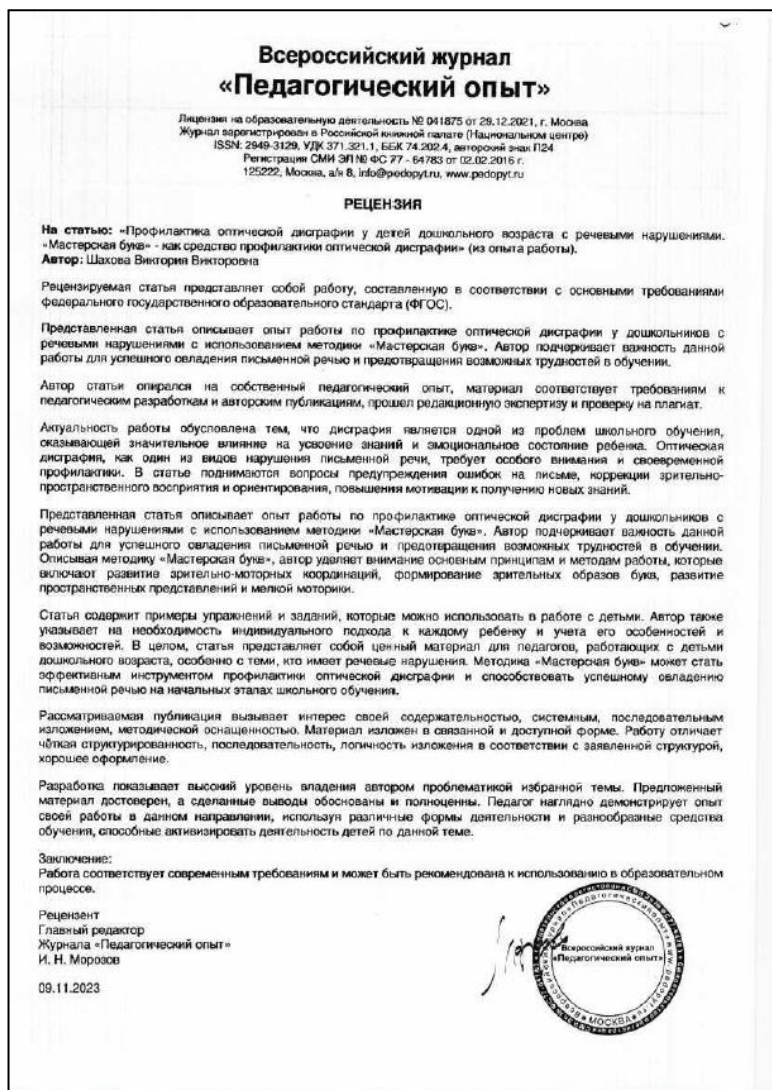 Всероссийский журнал
«Педагогический опыт»
Лицензия на образовательную деятельность № 041875 от 29.12.2021, г. Москва
Журнал зарегистрирован в Российской книжной палате (Национальном центре)
ISSN: 2949-3129, УДК 371.321.1, ББК 74.202.4, авторский знак П24
Регистрация СМИ ЭЛ № ФС 77 - 64783 от 02.02.2016 г.
125222, Москва, а/я 8, info@pedopyt.ru, www.pedopyt.ru
РЕЦЕНЗИЯ
На статью: «Профилактика оптической дисграфии у детей дошкольного возраста с речевыми нарушениями.
«Мастерская букв» - как средство профилактики оптической дисграфии» (из опыта работы).
Автор: Шахова Виктория Викторовна
Рецензируемая статья представляет собой работу, составленную в соответствии с основными требованиями
федерального государственного образовательного стандарта (ФГОС).
Представленная статья описывает опыт работы по профилактике оптической дисграфии у дошкольников с
речевыми нарушениями с использованием методики «Мастерская букв». Автор подчеркивает важность данной
работы для успешного овладения письменной речью и предотвращения возможных трудностей в обучении.
Автор статьи опирался на собственный педагогический опыт, материал соответствует требованиям к
педагогическим разработкам и авторским публикациям, прошел редакционную экспертизу и проверку на плагиат.
Актуальность работы обусловлена тем, что дисграфия является одной из проблем школьного обучения,
оказывающей значительное влияние на усвоение знаний и эмоциональное состояние ребенка. Оптическая
дисграфия, как один из видов нарушения письменной речи, требует особого внимания и своевременной
профилактики. В статье поднимаются вопросы предупреждения ошибок на письме, коррекции зрительно-
пространственного восприятия и ориентирования, повышения мотивации к получению новых знаний.
Представленная статья описывает опыт работы по профилактике оптической дисграфии у дошкольников с
речевыми нарушениями с использованием методики «Мастерская букв». Автор подчеркивает важность данной
работы для успешного овладения письменной речью и предотвращения возможных трудностей в обучении.
Описывая методику «Мастерская букв», автор уделяет внимание основным принципам и методам работы, которые
включают развитие зрительно-моторных координаций, формирование зрительных образов букв, развитие
пространственных представлений и мелкой моторики.
Статья содержит примеры упражнений и заданий, которые можно использовать в работе с детьми. Автор также
указывает на необходимость индивидуального подхода к каждому ребенку и учета его особенностей и
возможностей. В целом, статья представляет собой ценный материал для педагогов, работающих с детьми
дошкольного возраста, особенно с теми, кто имеет речевые нарушения. Методика «Мастерская букв» может стать
эффективным инструментом профилактики оптической дисграфии и способствовать успешному овладению
письменной речью на начальных этапах школьного обучения.
Рассматриваемая публикация вызывает интерес своей содержательностью, системным, последовательным
изложением, методической оснащенностью. Материал изложен в связанной и доступной форме. Работу отличает
чёткая структурированность, последовательность, логичность изложения в соответствии с заявленной структурой,
хорошее оформление.
Разработка показывает высокий уровень владения автором проблематикой избранной темы. Предложенный
материал достоверен, а сделанные выводы обоснованы и полноценны. Педагог наглядно демонстрирует опыт
своей работы в данном направлении, используя различные формы деятельности и разнообразные средства
обучения, способные активизировать деятельность детей по данной теме.
Заключение:
Работа соответствует современным требованиям и может быть рекомендована к использованию в образовательном
процессе.
Рецензент
Главный редактор
Журнала «Педагогический опыт»
И. Н. Морозов
09.11.2023
Всероссийский журнал
«Педагогический опыт»
МОСКВА